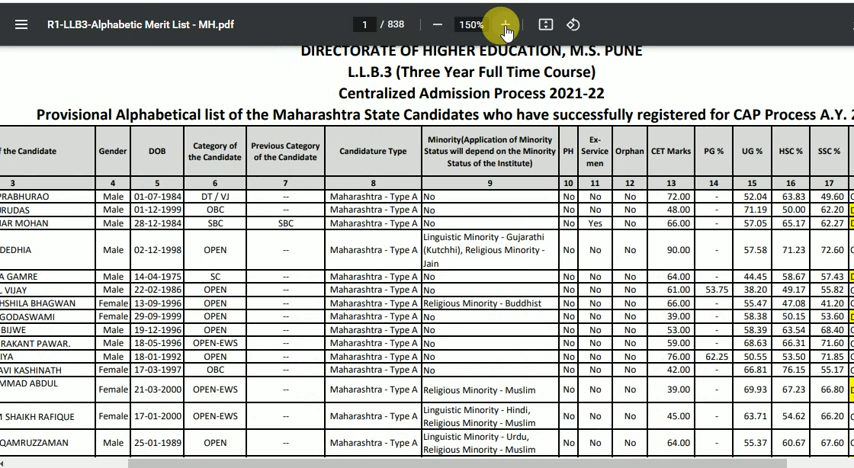 R1-LLB3-Alphabetic Merit List - MH.pdf 1 / 838 150%
DIRECTORATE OF HIGHER EDUCATION, M.S. PUNE
L.L.B.3 (Three Year Full Time Course)
Centralized Admission Process 2021-22
Provisional Alphabetical list of the Maharashtra State Candidates who have successfully registered for CAP Process A.Y.
f the Candidate Gender DOB Category of the Candidate Previous Category of the Candidate Candidature Type Minority(Application of Minority Status will depend on the Minority Status of the Institute) PH Ex-Service men Orphan CET Marks PG % UG % HSC % SSC %
3 4 5 6 7 8 9 10 11 12 13 14 15 16 17
PRABHURAO Male 01-07-1984 DT / VJ -- Maharashtra - Type A No No No No 72.00 - 52.04 63.83 49.60
URUDAS Male 01-12-1999 OBC -- Maharashtra - Type A No No No No 48.00 - 71.19 50.00 62.20
AR MOHAN Male 28-12-1984 SBC SBC Maharashtra - Type A No No Yes No 66.00 - 57.05 65.17 62.27
DEDHIA Male 02-12-1998 OPEN -- Maharashtra - Type A Linguistic Minority - Gujarathi (Kutchhi), Religious Minority - Jain No No No 90.00 - 57.58 71.23 72.60
A GAMRE Male 14-04-1975 SC -- Maharashtra - Type A No No No No 64.00 - 44.45 58.67 57.43
L VIJAY Male 22-02-1986 OPEN -- Maharashtra - Type A No No No No 61.00 53.75 38.20 49.17 55.82
HSHILA BHAGWAN Female 13-09-1996 OPEN -- Maharashtra - Type A Religious Minority - Buddhist No No No 66.00 - 55.47 47.08 41.20
GODASWAMI Female 29-09-1999 OPEN -- Maharashtra - Type A No No No No 39.00 - 58.38 50.15 53.60
BIJWE Male 19-12-1996 OPEN -- Maharashtra - Type A No No No No 53.00 - 58.39 63.54 68.40
RAKANT PAWAR. Male 18-05-1996 OPEN-EWS -- Maharashtra - Type A No No No No 59.00 - 68.63 66.31 71.60
IYA Male 18-01-1992 OPEN -- Maharashtra - Type A No No No No 76.00 62.25 50.55 53.50 71.85
AVI KASHINATH Female 17-03-1997 OBC -- Maharashtra - Type A No No No No 42.00 - 66.81 76.15 55.17
MMAD ABDUL Female 21-03-2000 OPEN-EWS -- Maharashtra - Type A Religious Minority - Muslim No No No 39.00 - 69.93 67.23 66.80
M SHAIKH RAFIQUE Female 17-01-2000 OPEN-EWS -- Maharashtra - Type A Linguistic Minority - Hindi, Religious Minority - Muslim No No No 45.00 - 63.71 54.62 66.20
QAMRUZZAMAN Male 25-01-1989 OPEN -- Maharashtra - Type A Linguistic Minority - Urdu, Religious Minority - Muslim No No No 64.00 - 55.37 60.67 67.60